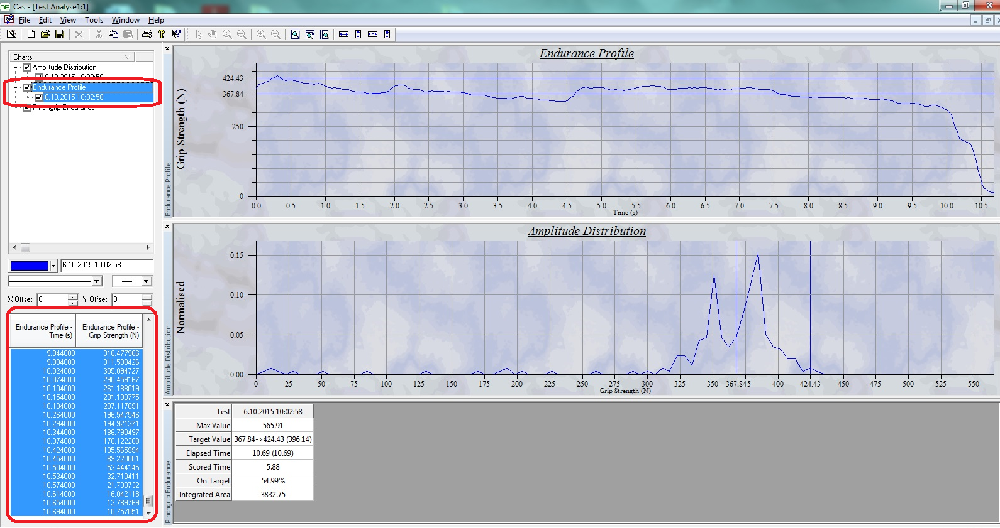 Cas - [Test Analyse1:1]
File Edit View Tools Window Help
Charts
Amplitude Distribution
6.10.2015 10:02:58
Endurance Profile
6.10.2015 10:02:58
Pinchgrip Endurance
6.10.2015 10:02:58
X Offset 0 Y Offset 0
Endurance Profile - Time (s) Endurance Profile - Grip Strength (N)
9.944000 316.477966
9.994000 311.599426
10.024000 305.094727
10.074000 290.459167
10.104000 261.188019
10.154000 231.103775
10.184000 207.117691
10.264000 196.547546
10.294000 194.921371
10.344000 186.790497
10.374000 170.122208
10.424000 135.565994
10.454000 89.220001
10.504000 53.444145
10.534000 32.710411
10.574000 21.733732
10.614000 16.042118
10.654000 12.789769
10.694000 10.757051
Endurance Profile
Endurance Profile
Grip Strength (N)
424.43
367.84
250
0
0.0 0.5 1.0 1.5 2.0 2.5 3.0 3.5 4.0 4.5 5.0 5.5 6.0 6.5 7.0 7.5 8.0 8.5 9.0 9.5 10.0 10.5
Time (s)
Amplitude Distribution
Amplitude Distribution
Normalised
0.15
0.10
0.05
0.00
0 25 50 75 100 125 150 175 200 225 250 275 300 325 350 367.845 400 424.43 450 475 500 525 550
Grip Strength (N)
Pinchgrip Endurance
Test 6.10.2015 10:02:58
Max Value 565.91
Target Value 367.84->424.43 (396.14)
Elapsed Time 10.69 (10.69)
Scored Time 5.88
On Target 54.99%
Integrated Area 3832.75